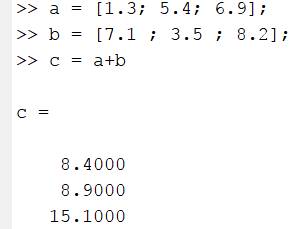 >> a = [1.3; 5.4; 6.9];
>> b = [7.1 ; 3.5 ; 8.2];
>> c = a+b
c =
8.4000
8.9000
15.1000